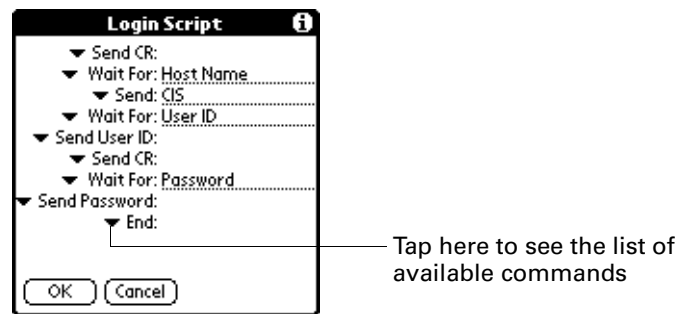 Login Script
Send CR:
Wait For: Host Name
Send: CIS
Wait For: User ID
Send User ID:
Send CR:
Wait For: Password
Send Password:
End:
Tap here to see the list of
available commands
OK Cancel